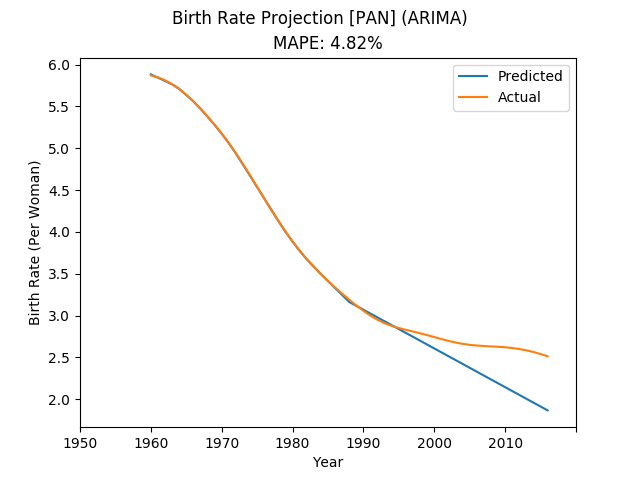 Birth Rate Projection [PAN] (ARIMA)
MAPE: 4.82%
Predicted
Actual
Birth Rate (Per Woman)
6.0
5.5
5.0
4.5
4.0
3.5
3.0
2.5
2.0
1950 1960 1970 1980 1990 2000 2010
Year